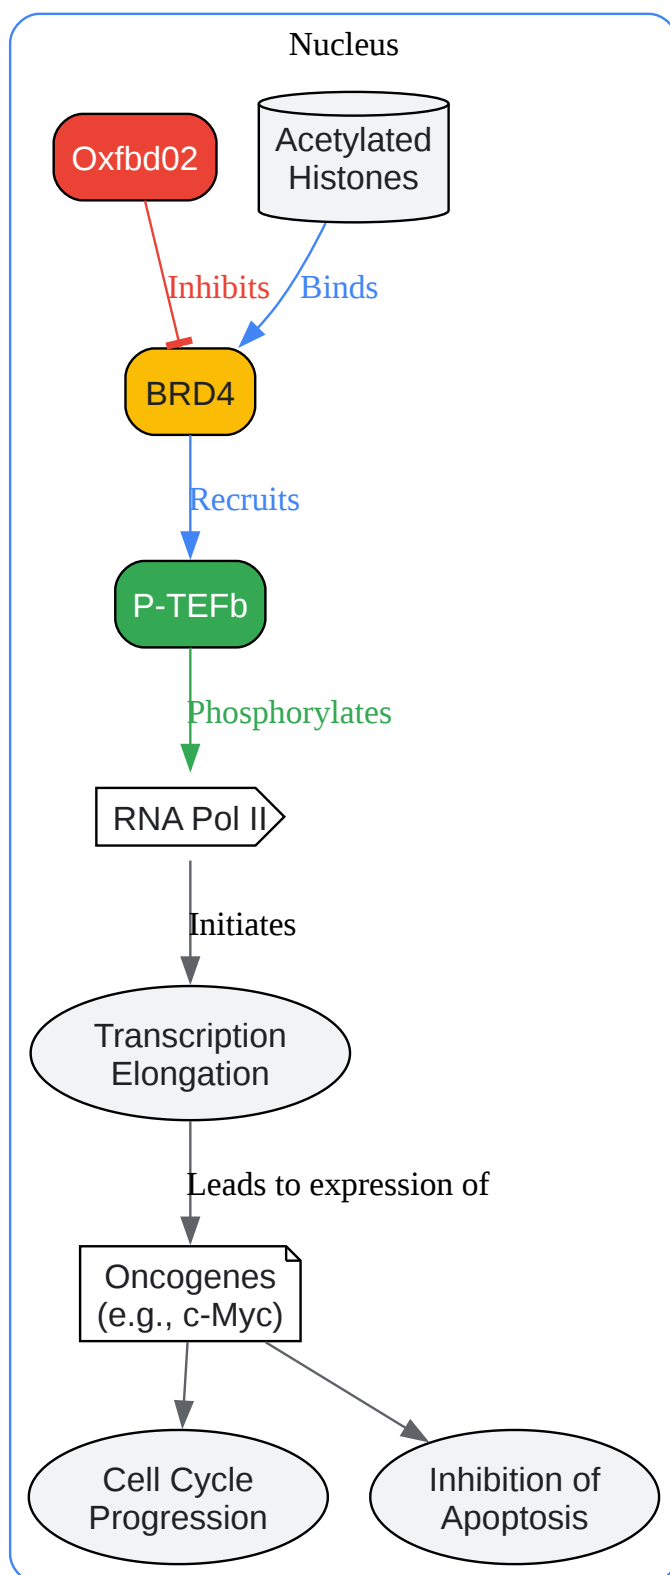 Nucleus
Oxfbd02
Acetylated
Histones
Inhibits
Binds
BRD4
Recruits
P-TEFb
Phosphorylates
RNA Pol II
Initiates
Transcription
Elongation
Leads to expression of
Oncogenes
(e.g., c-Myc)
Cell Cycle
Progression
Inhibition of
Apoptosis